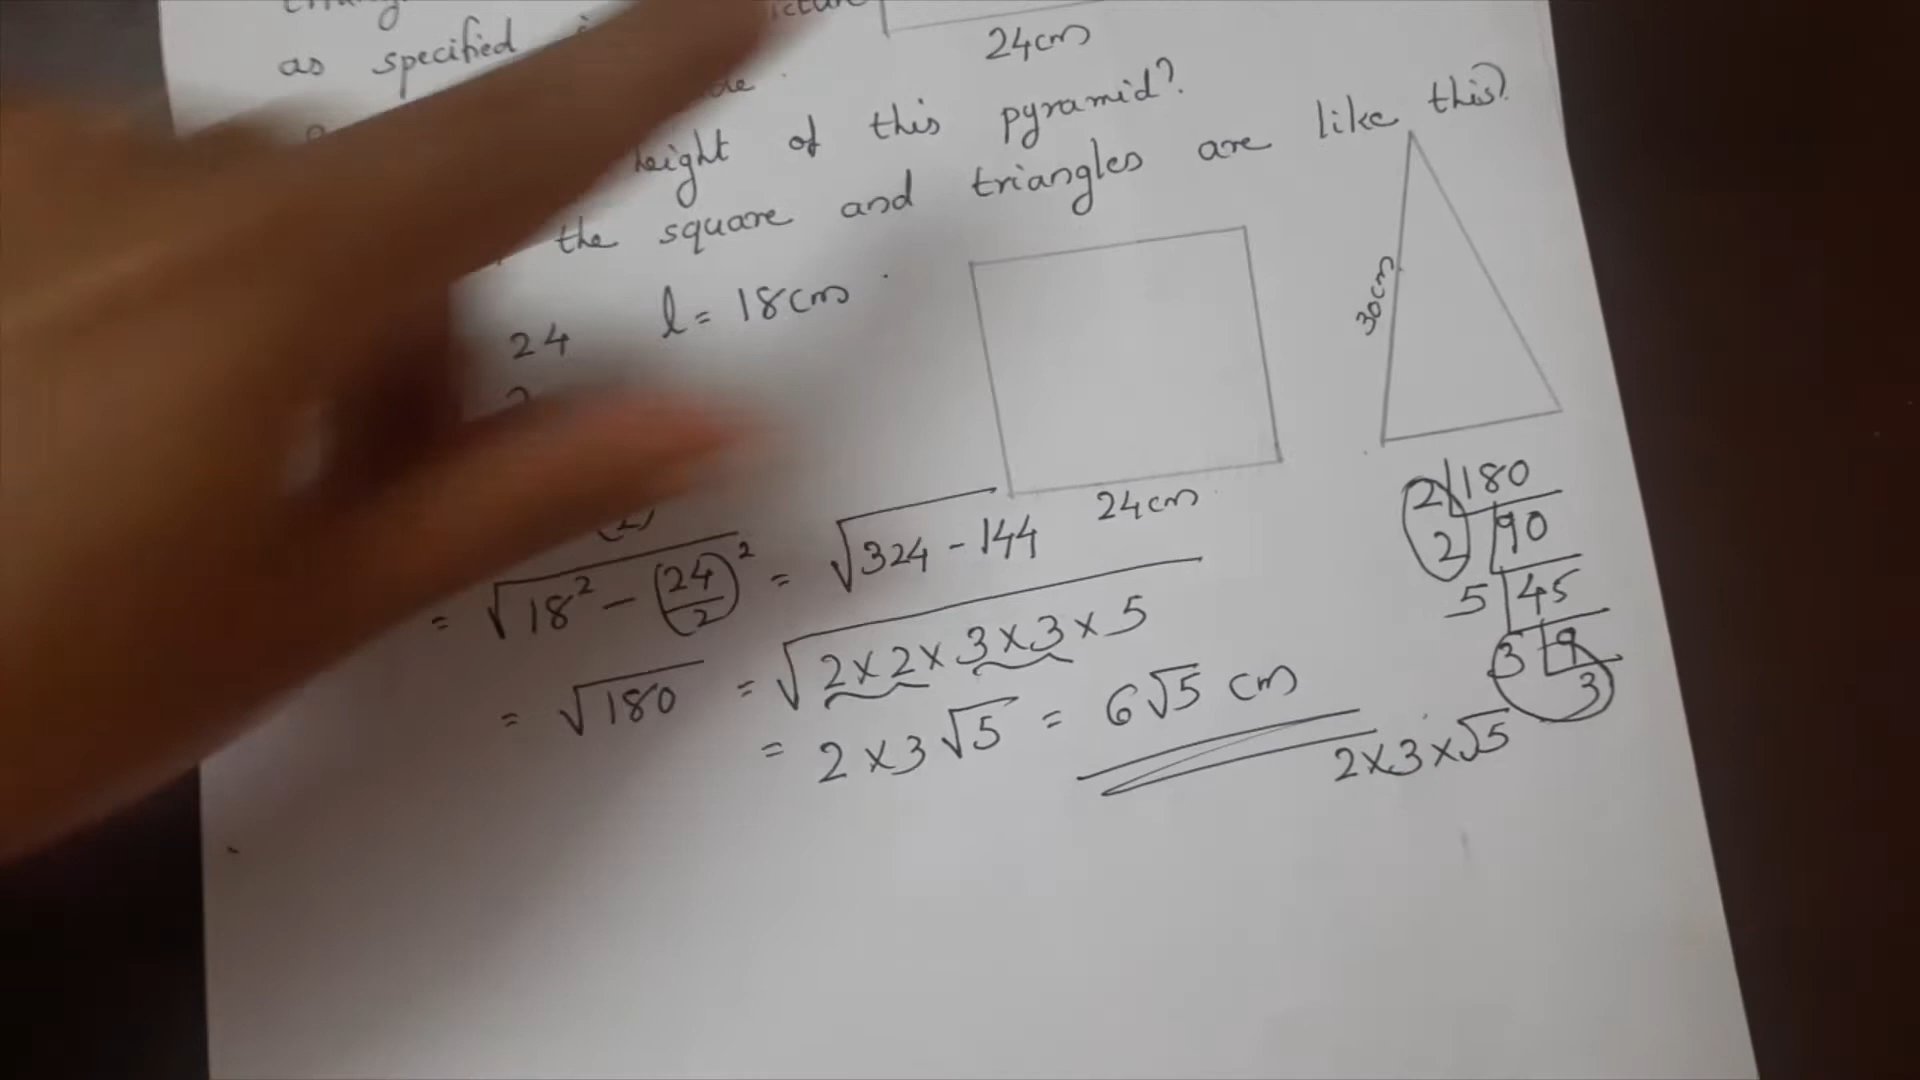 as specified
24cm
height of this pyramid?
the square and triangles are like this?
24 l = 18cm
30cm
24cm
= √18² - (24/2)² = √324 - 144
= √180 = √2×2×3×3×5
= 2×3√5 = 6√5 cm
2 180
2 90
5 45
3 9
3
2×3×√5